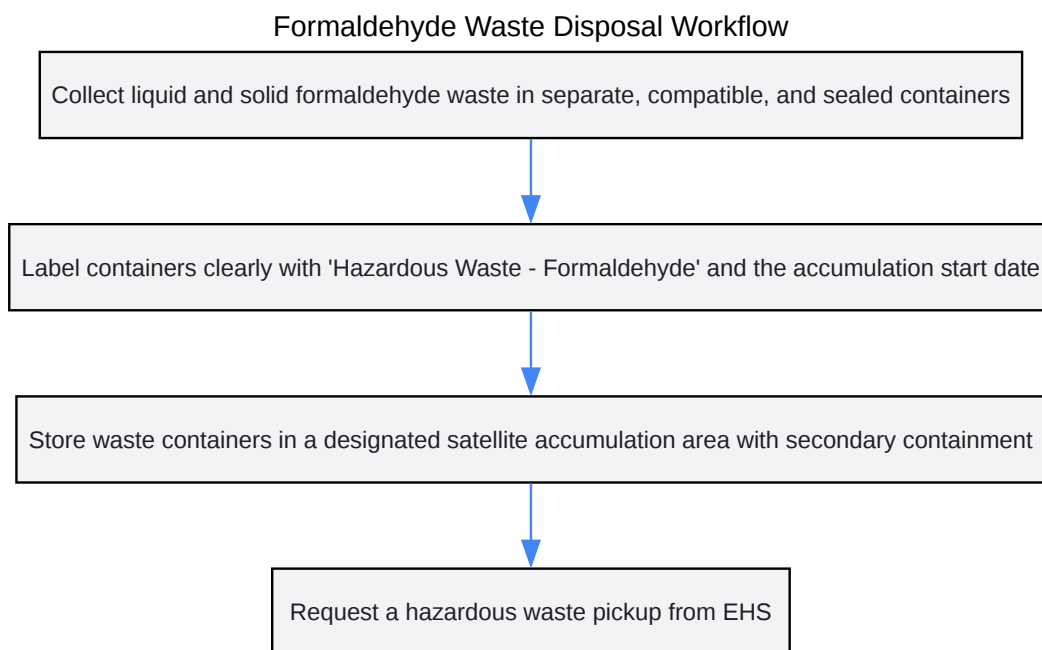 Formaldehyde Waste Disposal Workflow
Collect liquid and solid formaldehyde waste in separate, compatible, and sealed containers
Label containers clearly with 'Hazardous Waste - Formaldehyde' and the accumulation start date
Store waste containers in a designated satellite accumulation area with secondary containment
Request a hazardous waste pickup from EHS